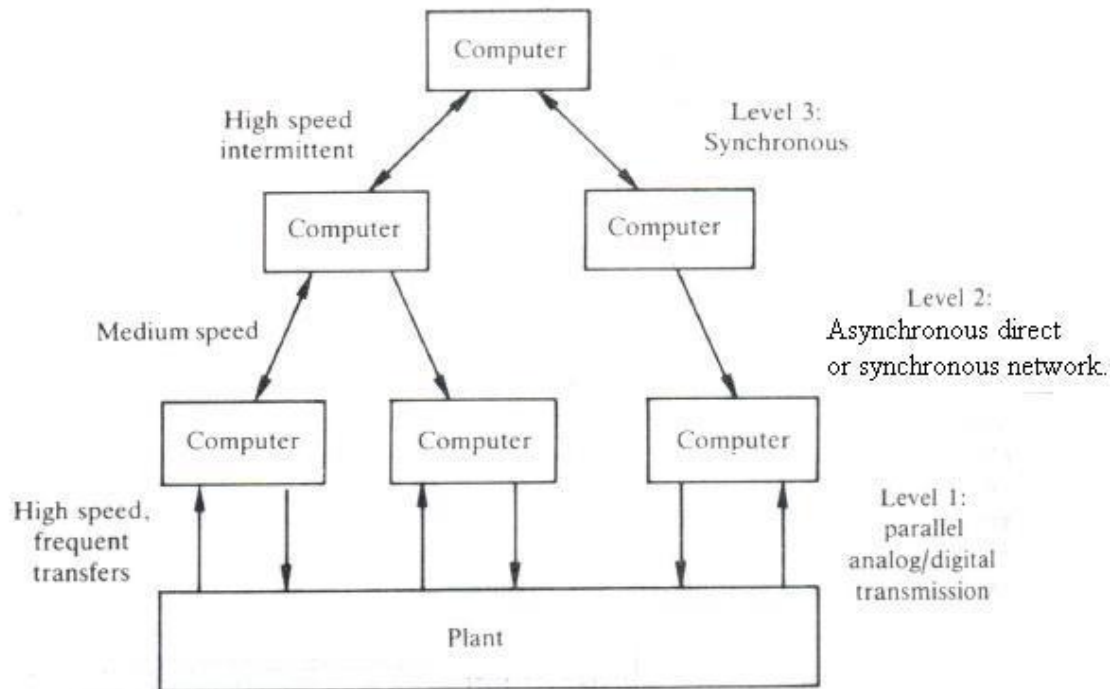 Computer
High speed
intermittent
Level 3:
Synchronous
Computer
Computer
Medium speed
Level 2:
Asynchronous direct
or synchronous network.
Computer
Computer
Computer
High speed,
frequent
transfers
Level 1:
parallel
analog/digital
transmission
Plant